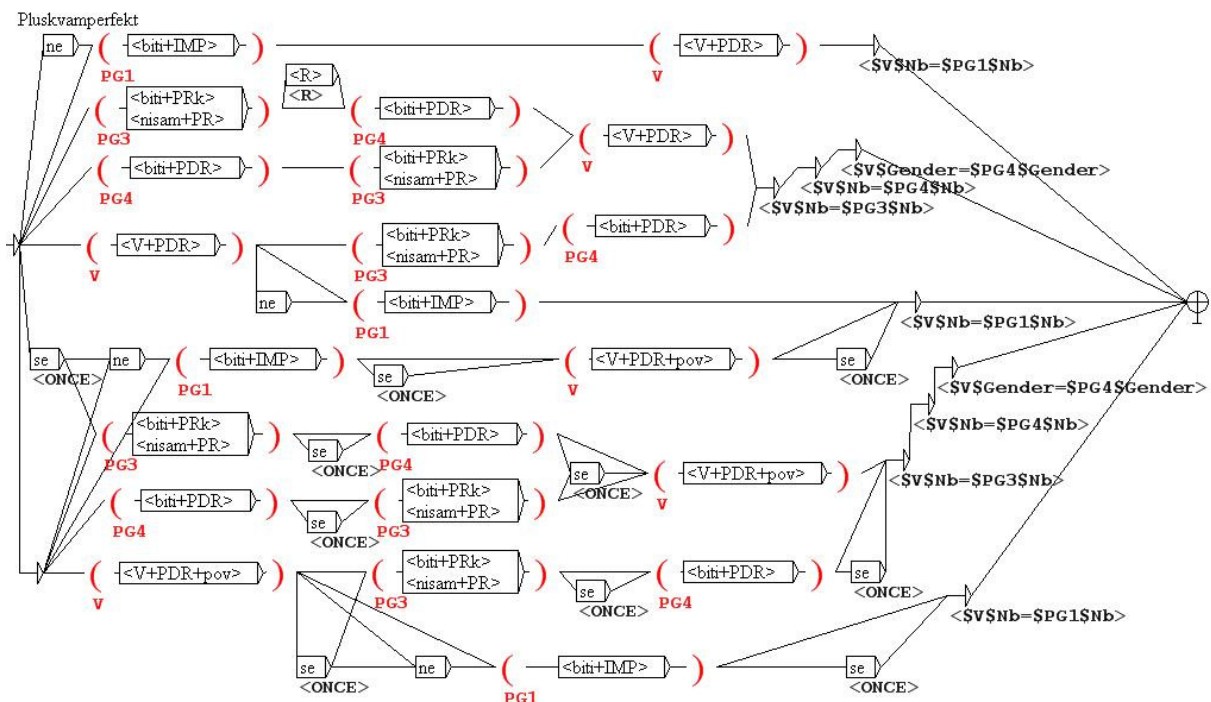 Pluskvamperfekt
ne <biti+IMP> <V+PDR>
PG1 V <$V$Nb=$PG1$Nb>
<R>
<R>
<biti+PRk>
<nisam+PR> <biti+PDR>
PG3 PG4 <V+PDR>
V <$V$Gender=$PG4$Gender>
<biti+PDR> <biti+PRk>
<nisam+PR> <$V$Nb=$PG4$Nb>
PG4 PG3 <$V$Nb=$PG3$Nb>
<V+PDR> <biti+PRk>
<nisam+PR> <biti+PDR>
V PG3 PG4
ne <biti+IMP>
PG1 <$V$Nb=$PG1$Nb>
se ne <biti+IMP> se <V+PDR+pov> se
<ONCE> PG1 <ONCE> V <ONCE>
<$V$Gender=$PG4$Gender>
<biti+PRk>
<nisam+PR> se <biti+PDR>
PG3 <ONCE> PG4 <$V$Nb=$PG4$Nb>
se <V+PDR+pov>
<ONCE> V <$V$Nb=$PG3$Nb>
<biti+PDR> se <biti+PRk>
<nisam+PR>
PG4 <ONCE> PG3
<V+PDR+pov> <biti+PRk>
<nisam+PR> se <biti+PDR> se
V PG3 <ONCE> PG4 <ONCE>
<$V$Nb=$PG1$Nb>
se ne <biti+IMP> se
<ONCE> PG1 <ONCE>